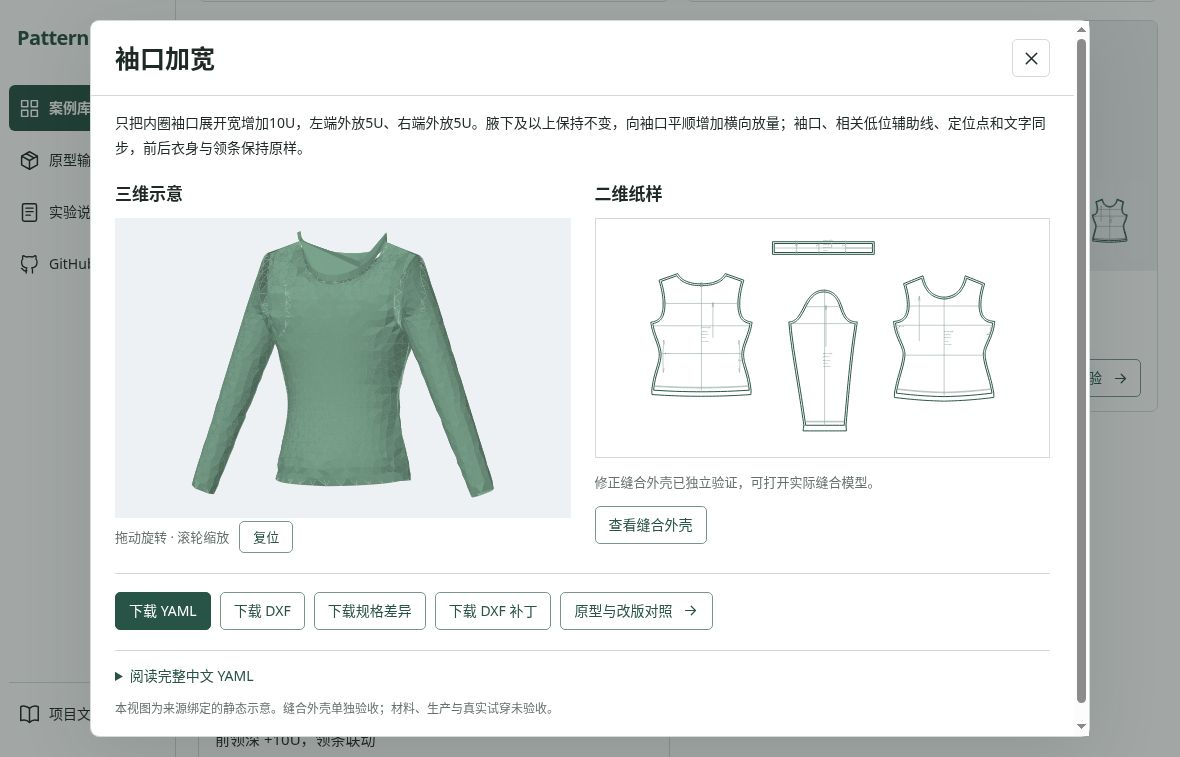 Pattern
袖口加宽
案例库
只把内圈袖口展开宽增加10U，左端外放5U、右端外放5U。腋下及以上保持不变，向袖口平顺增加横向放量；袖口、相关低位辅助线、定位点和文字同
步，前后衣身与领条保持原样。
原型输
三维示意
二维纸样
实验说
GitHub
验
修正缝合外壳已独立验证，可打开实际缝合模型。
查看缝合外壳
拖动旋转 · 滚轮缩放
复位
下载 YAML
下载 DXF
下载规格差异
下载 DXF 补丁
原型与改版对照
阅读完整中文 YAML
本视图为来源绑定的静态示意。缝合外壳单独验收；材料、生产与真实试穿未验收。
项目文
前领深 +10U，领条联动